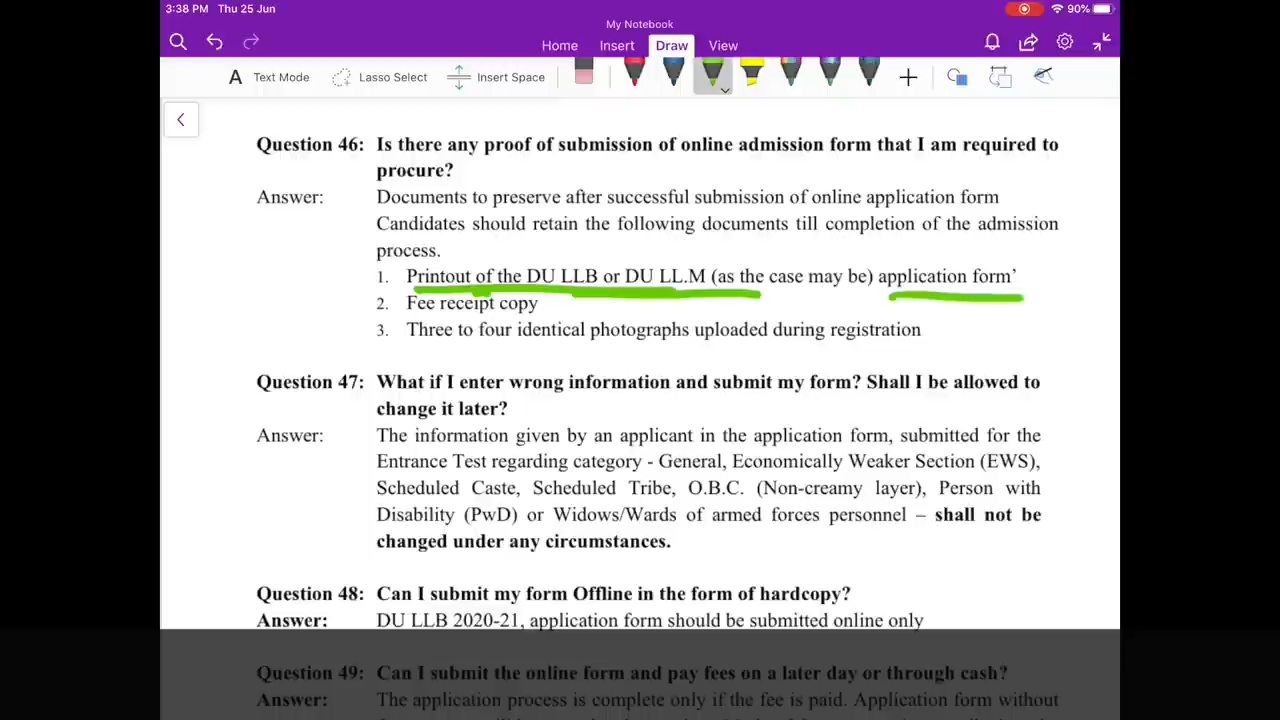 3:38 PM Thu 25 Jun
90%
My Notebook
Home Insert Draw View
A Text Mode Lasso Select Insert Space
Question 46: Is there any proof of submission of online admission form that I am required to
procure?
Answer: Documents to preserve after successful submission of online application form
Candidates should retain the following documents till completion of the admission
process.
1. Printout of the DU LLB or DU LL.M (as the case may be) application form’
2. Fee receipt copy
3. Three to four identical photographs uploaded during registration
Question 47: What if I enter wrong information and submit my form? Shall I be allowed to
change it later?
Answer: The information given by an applicant in the application form, submitted for the
Entrance Test regarding category - General, Economically Weaker Section (EWS),
Scheduled Caste, Scheduled Tribe, O.B.C. (Non-creamy layer), Person with
Disability (PwD) or Widows/Wards of armed forces personnel – shall not be
changed under any circumstances.
Question 48: Can I submit my form Offline in the form of hardcopy?
Answer: DU LLB 2020-21, application form should be submitted online only
Question 49: Can I submit the online form and pay fees on a later day or through cash?
Answer: The application process is complete only if the fee is paid. Application form without